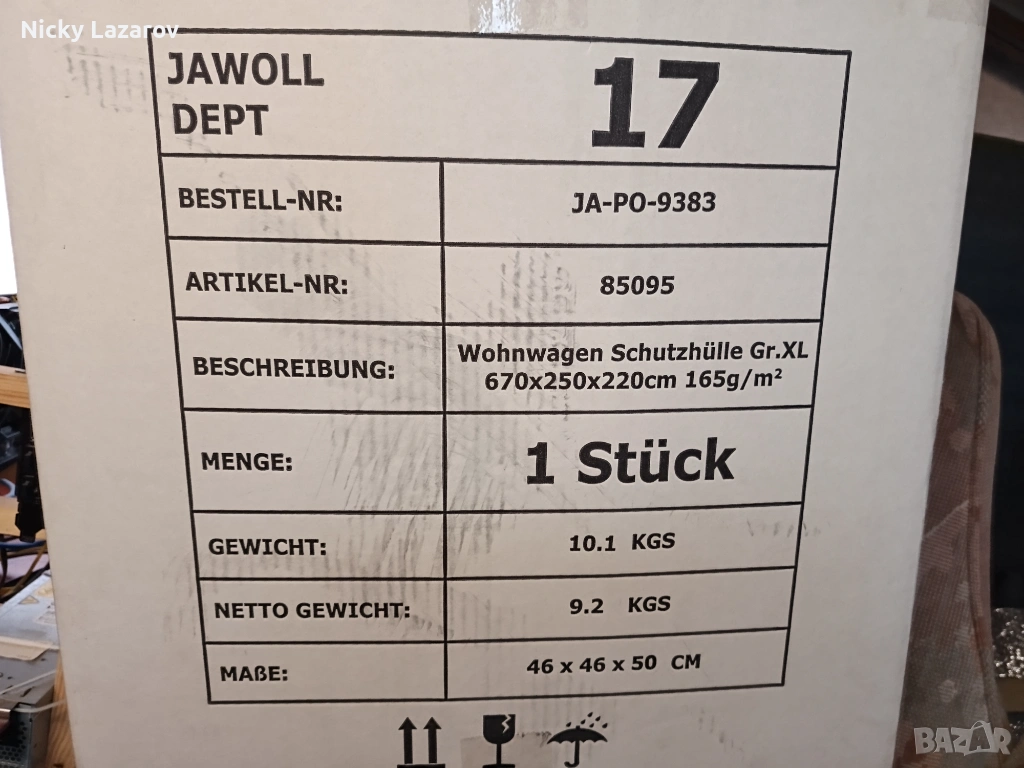 Nicky Lazarov
JAWOLL
DEPT
17
BESTELL-NR: JA-PO-9383
ARTIKEL-NR: 85095
BESCHREIBUNG: Wohnwagen Schutzhülle Gr.XL
670x250x220cm 165g/m²
MENGE: 1 Stück
GEWICHT: 10.1 KGS
NETTO GEWICHT: 9.2 KGS
MAßE: 46 x 46 x 50 CM
BAZAR